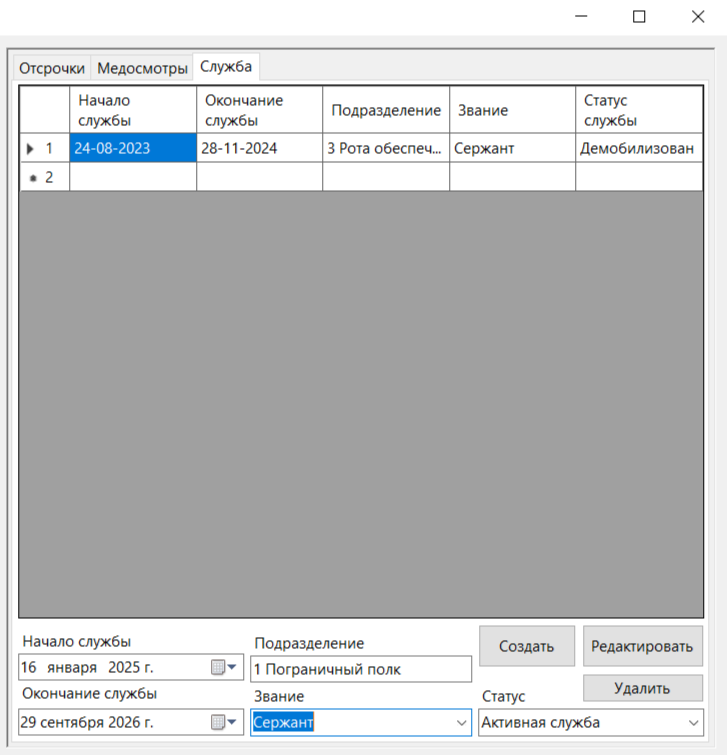 Отсрочки Медосмотры Служба
Начало службы Окончание службы Подразделение Звание Статус службы
1 24-08-2023 28-11-2024 3 Рота обеспеч... Сержант Демобилизован
2
Начало службы
16 января 2025 г.
Окончание службы
29 сентября 2026 г.
Подразделение
1 Пограничный полк
Звание
Сержант
Создать Редактировать
Удалить
Статус
Активная служба